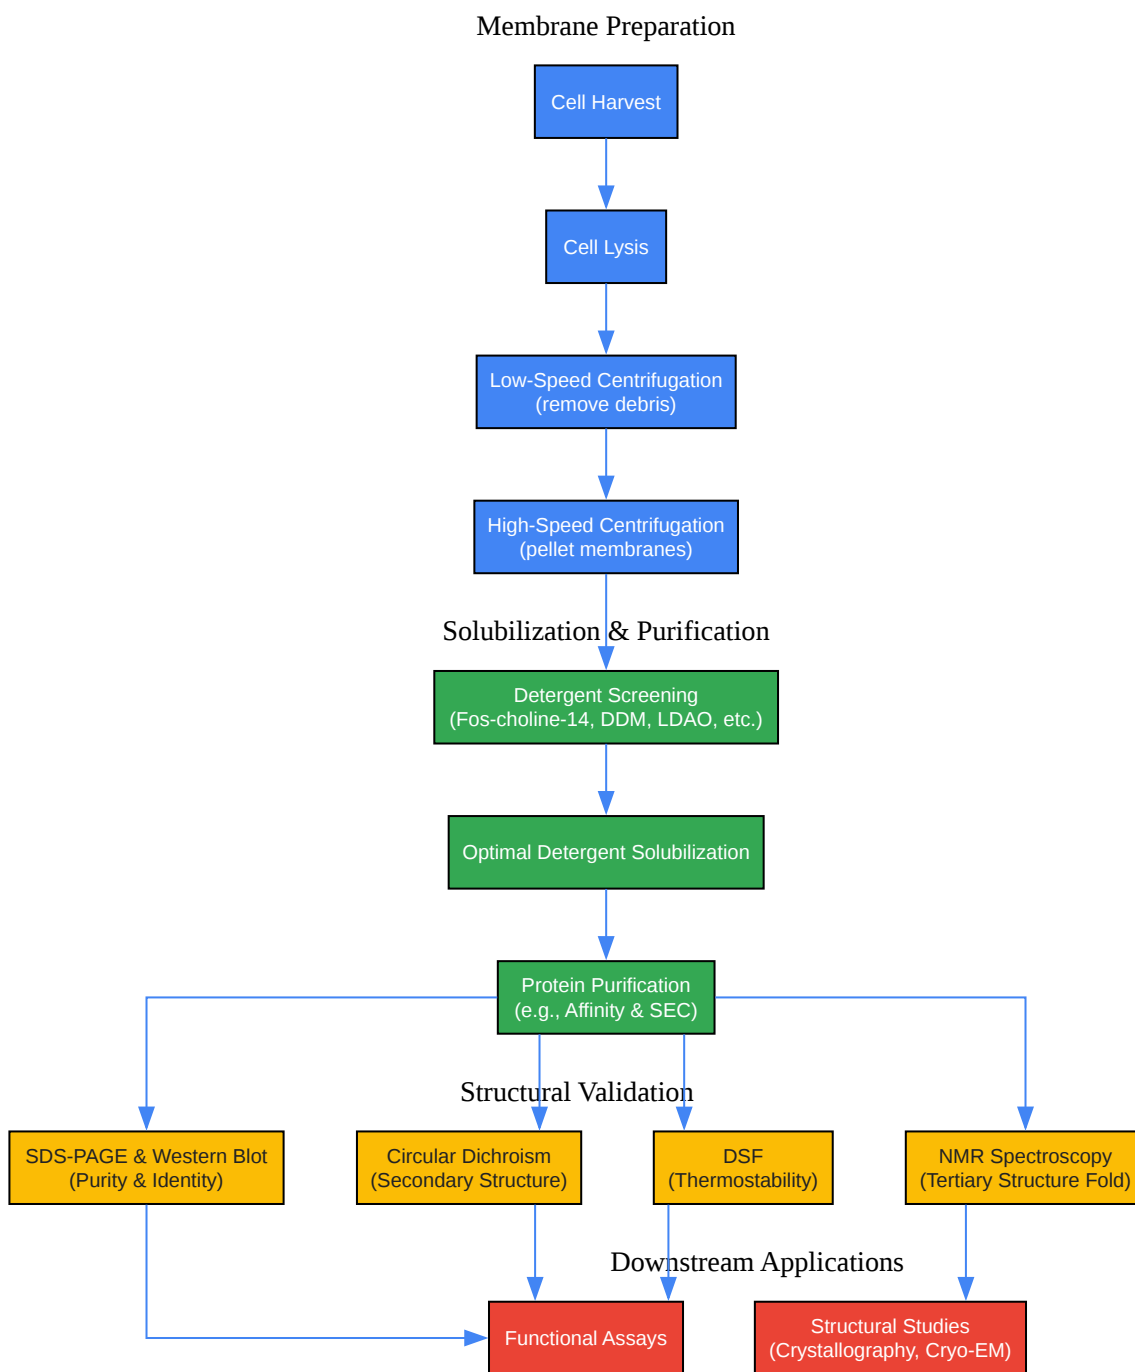 Membrane Preparation
Cell Harvest
Cell Lysis
Low-Speed Centrifugation
(remove debris)
High-Speed Centrifugation
(pellet membranes)
Solubilization & Purification
Detergent Screening
(Fos-choline-14, DDM, LDAO, etc.)
Optimal Detergent Solubilization
Protein Purification
(e.g., Affinity & SEC)
Structural Validation
SDS-PAGE & Western Blot
(Purity & Identity)
Circular Dichroism
(Secondary Structure)
DSF
(Thermostability)
NMR Spectroscopy
(Tertiary Structure Fold)
Downstream Applications
Functional Assays
Structural Studies
(Crystallography, Cryo-EM)